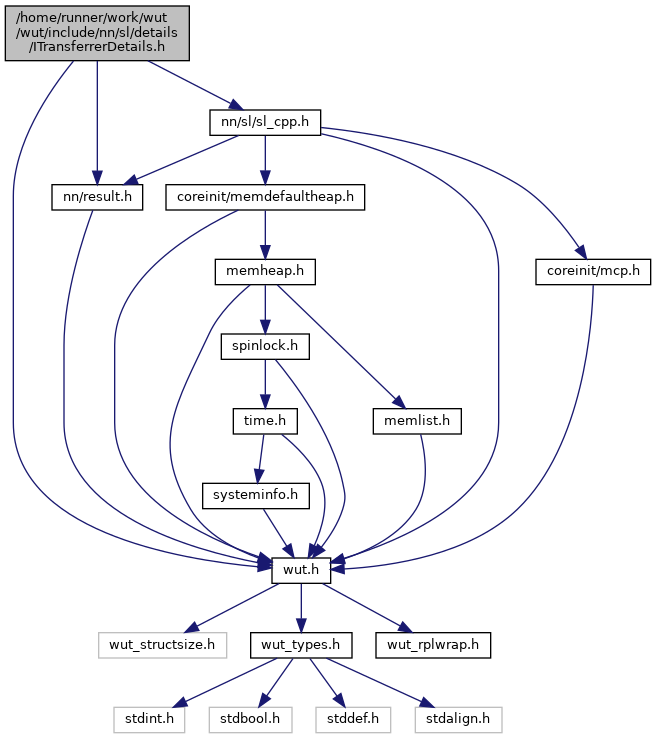 /home/runner/work/wut
/wut/include/nn/sl/details
/ITransferrerDetails.h
nn/sl/sl_cpp.h
nn/result.h
coreinit/memdefaultheap.h
memheap.h
coreinit/mcp.h
spinlock.h
time.h
memlist.h
systeminfo.h
wut.h
wut_structsize.h
wut_types.h
wut_rplwrap.h
stdint.h
stdbool.h
stddef.h
stdalign.h